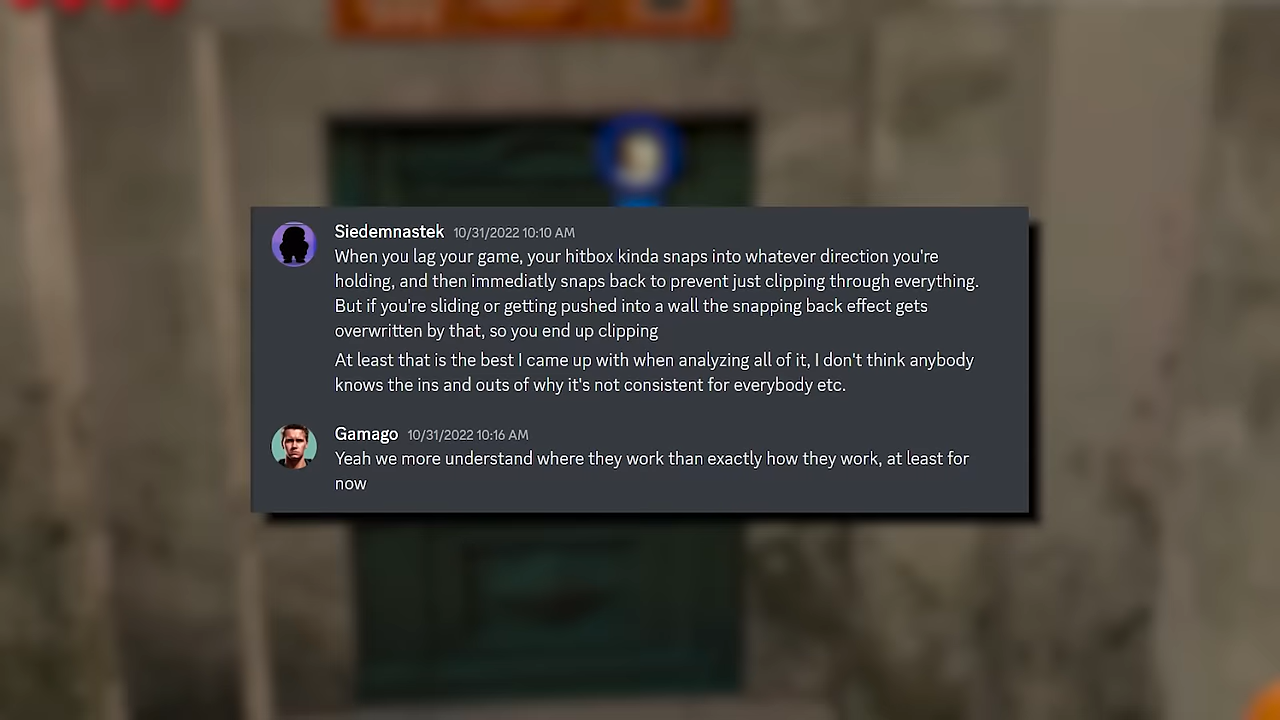 Siedemnastek 10/31/2022 10:10 AM
When you lag your game, your hitbox kinda snaps into whatever direction you're
holding, and then immediatly snaps back to prevent just clipping through everything.
But if you're sliding or getting pushed into a wall the snapping back effect gets
overwritten by that, so you end up clipping
At least that is the best I came up with when analyzing all of it, I don't think anybody
knows the ins and outs of why it's not consistent for everybody etc.
Gamago 10/31/2022 10:16 AM
Yeah we more understand where they work than exactly how they work, at least for
now